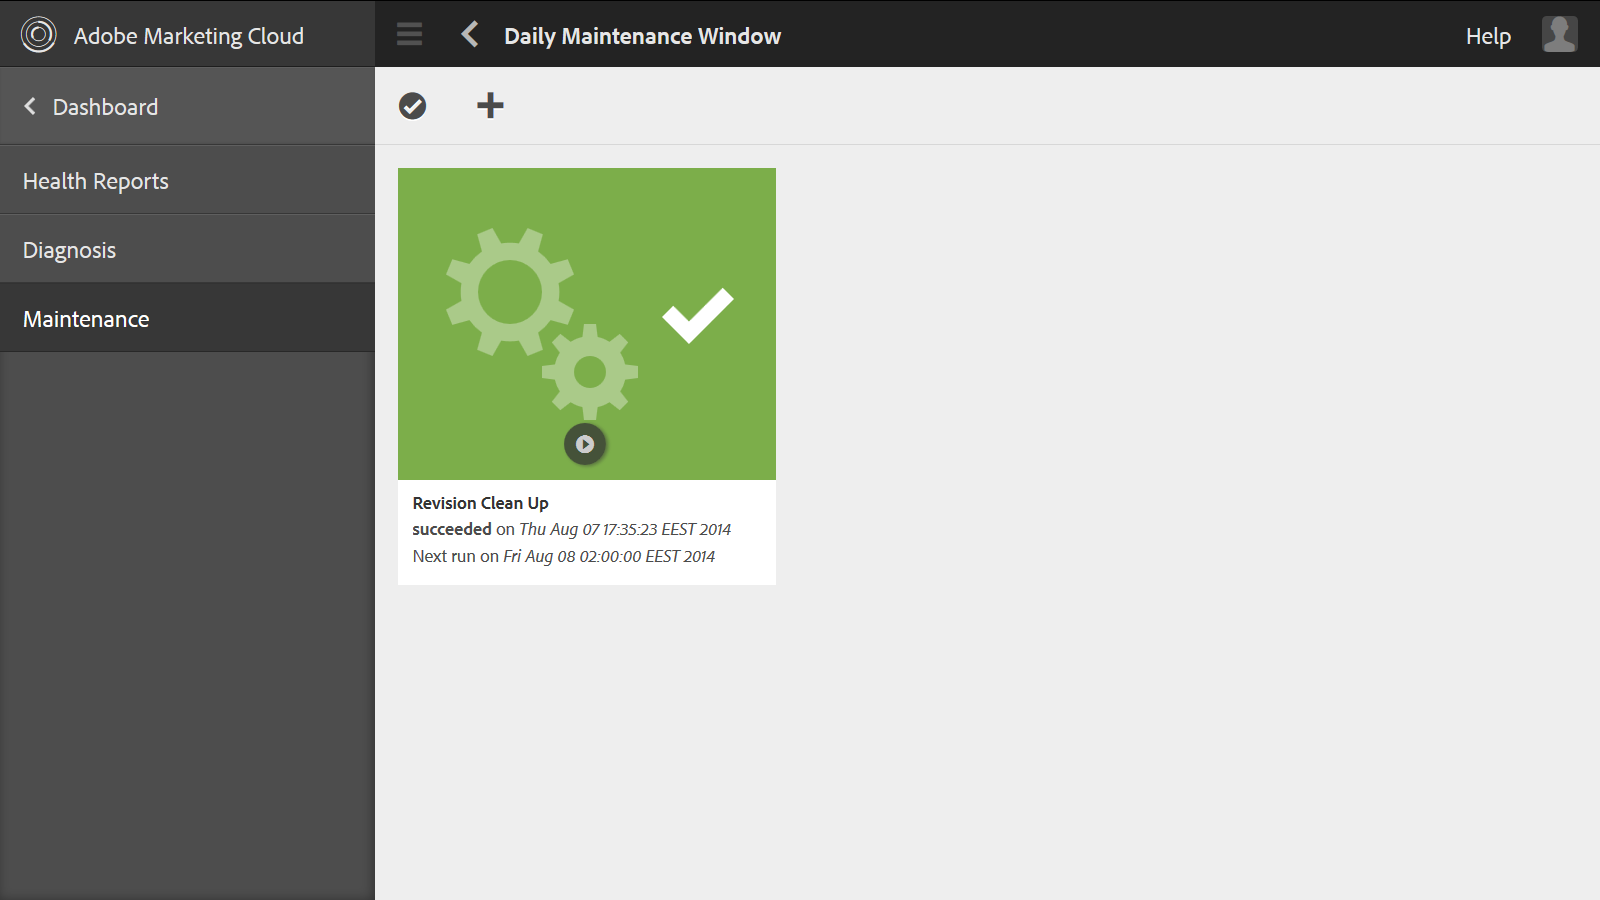 Adobe Marketing Cloud
Daily Maintenance Window
Help
Dashboard
Health Reports
Diagnosis
Maintenance
Revision Clean Up
succeeded on Thu Aug 07 17:35:23 EEST 2014
Next run on Fri Aug 08 02:00:00 EEST 2014